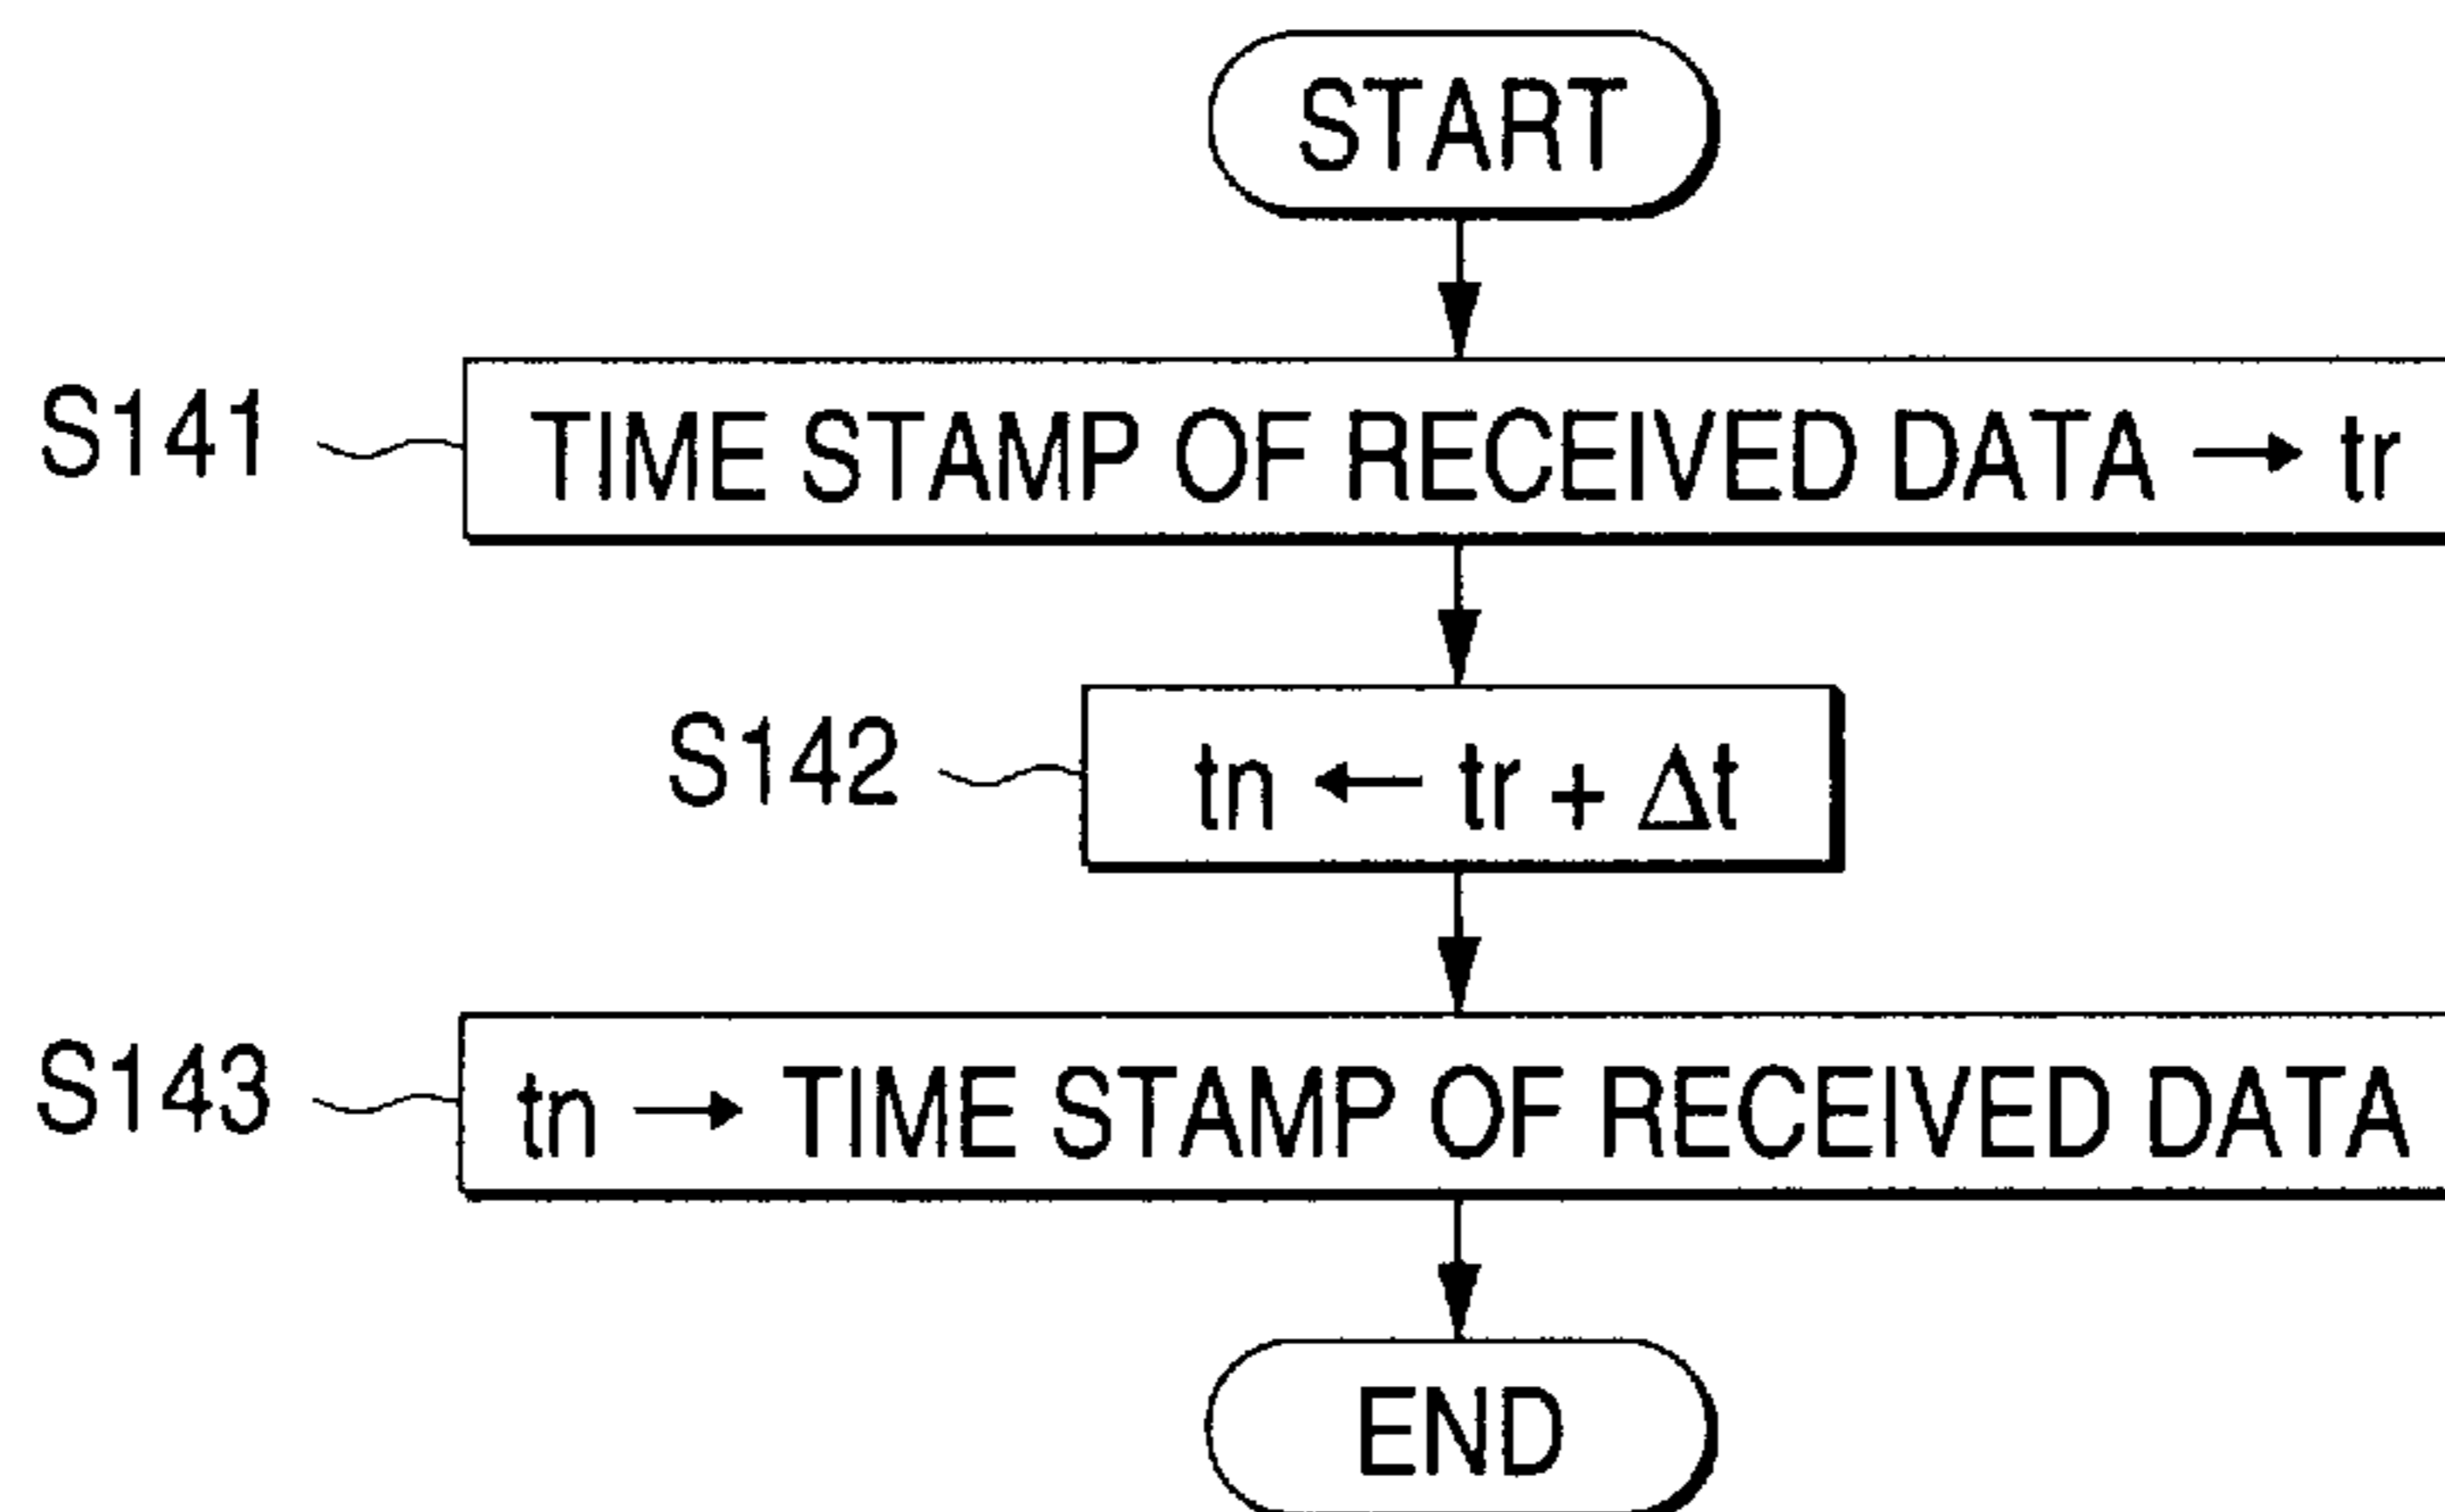 START
S141 TIME STAMP OF RECEIVED DATA → tr
S142 tn ← tr + Δt
S143 tn → TIME STAMP OF RECEIVED DATA
END